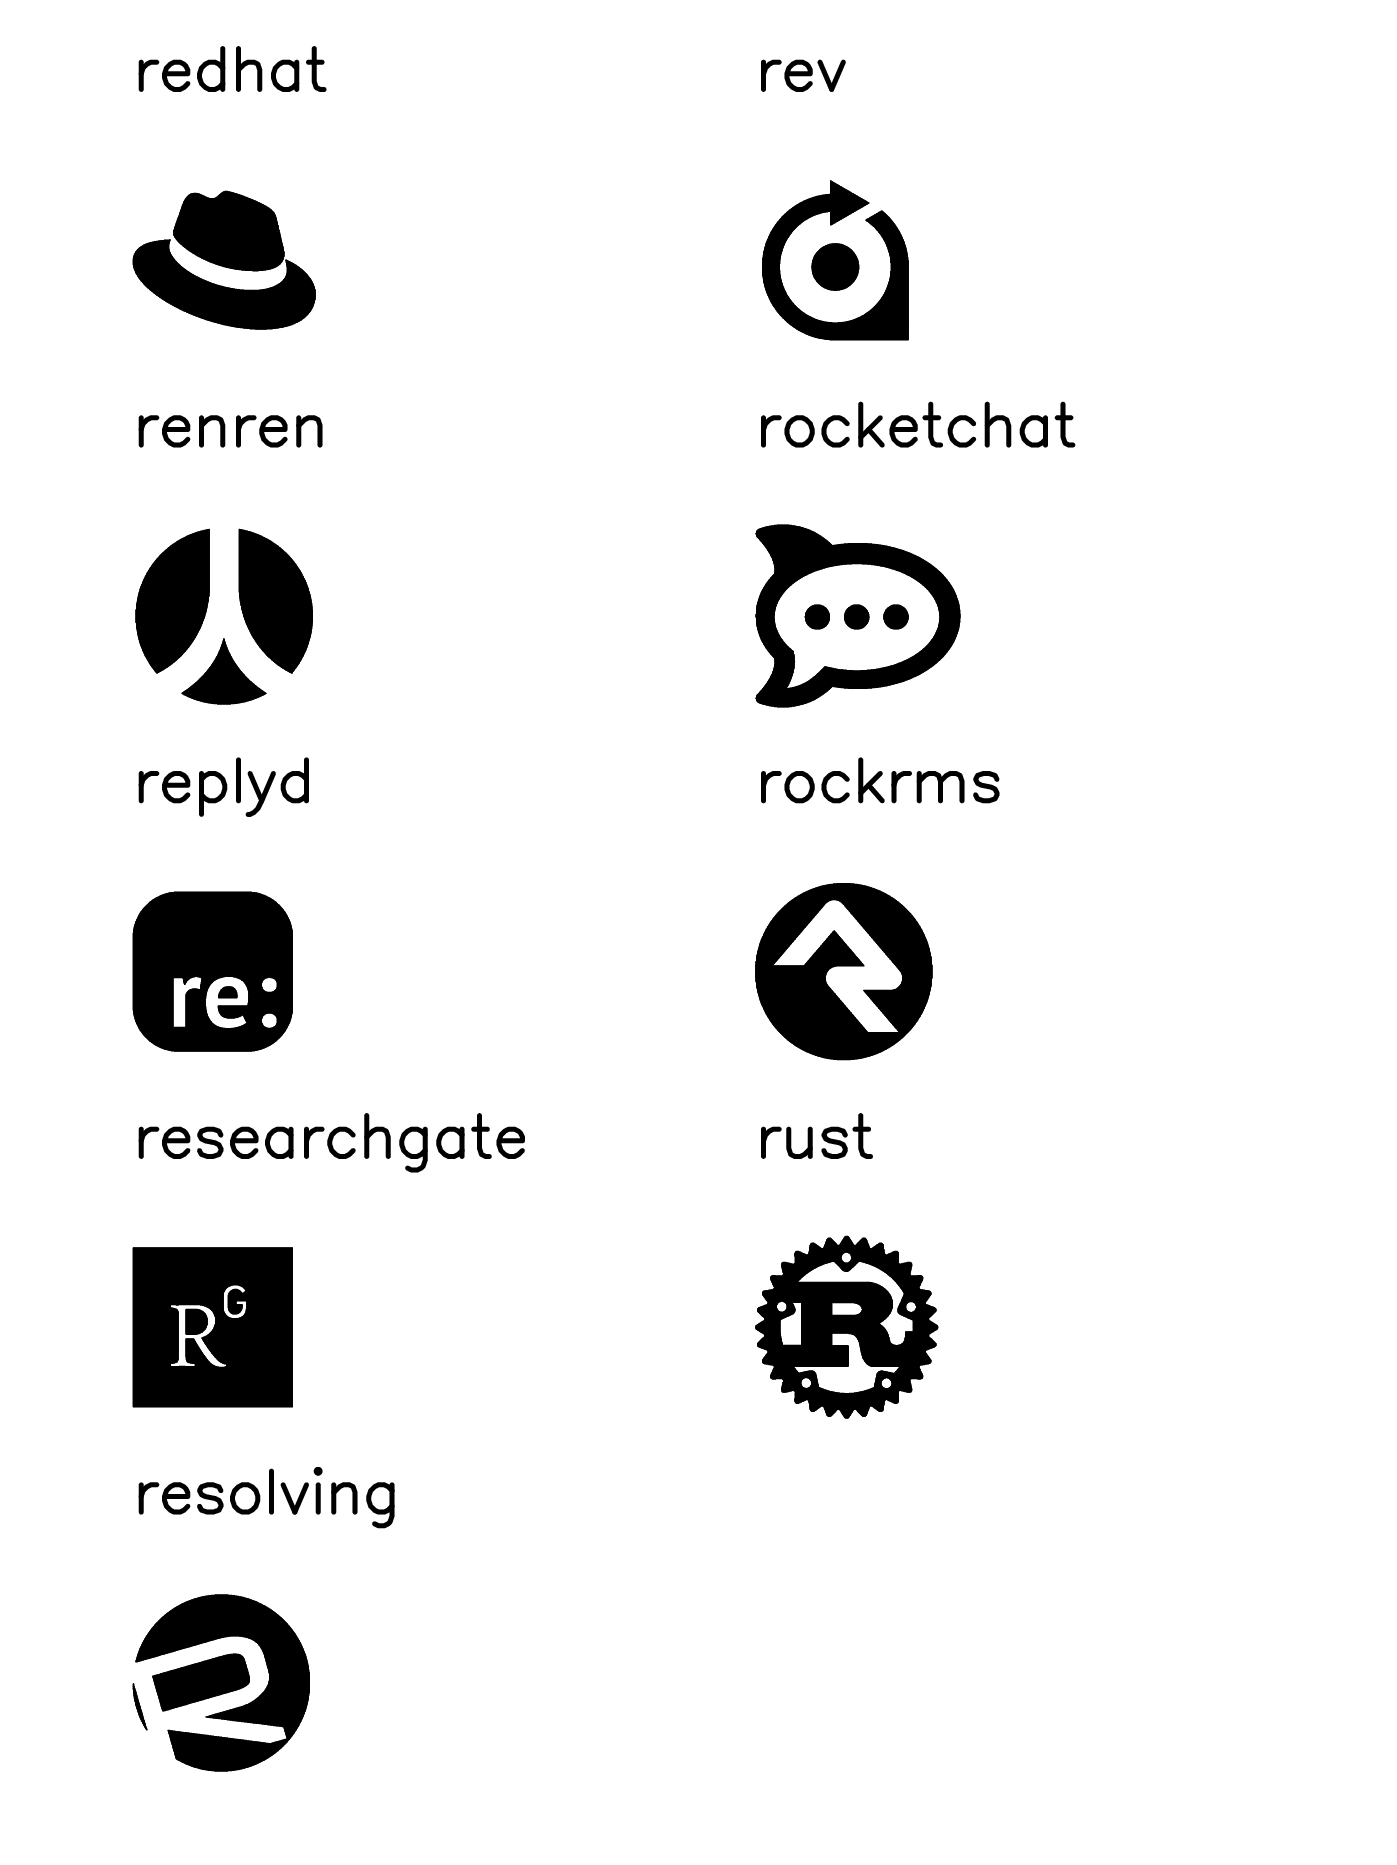 redhat
renren
replyd
re:
researchgate
RG
resolving
R
rev
rocketchat
rockrms
rust
R